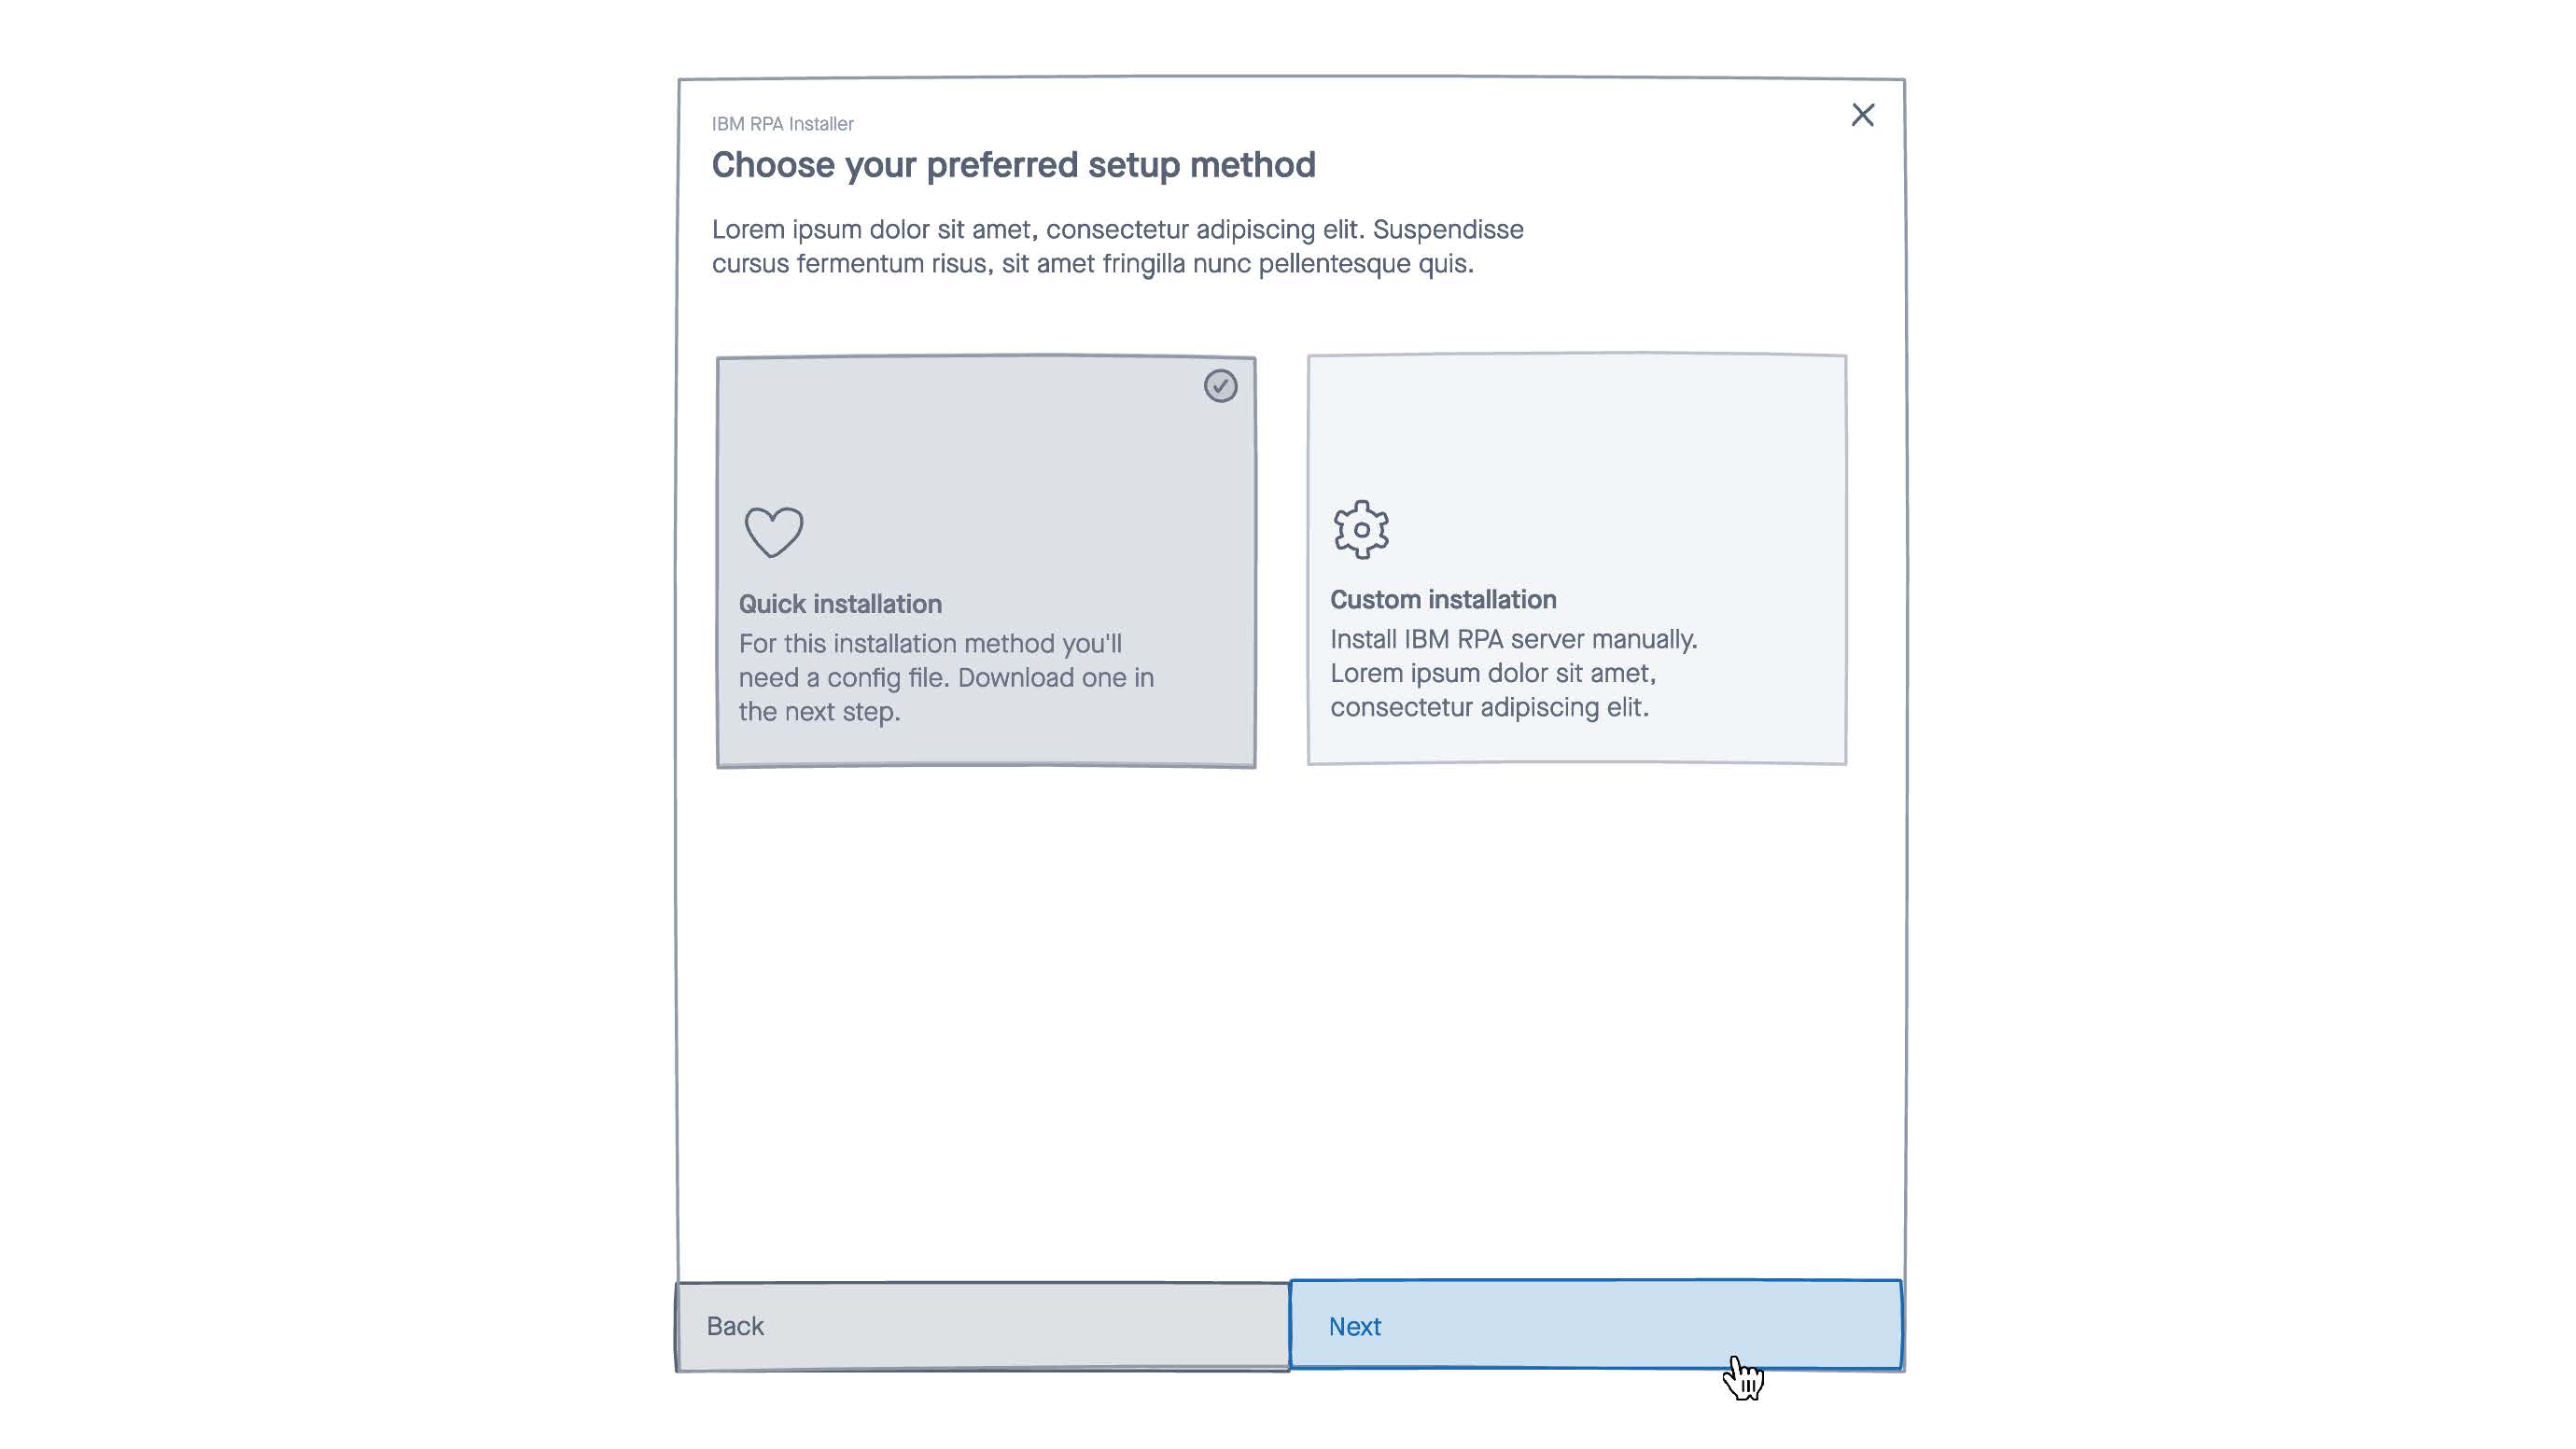 IBM RPA Installer
Choose your preferred setup method
Lorem ipsum dolor sit amet, consectetur adipiscing elit. Suspendisse
cursus fermentum risus, sit amet fringilla nunc pellentesque quis.
Quick installation
For this installation method you'll
need a config file. Download one in
the next step.
Custom installation
Install IBM RPA server manually.
Lorem ipsum dolor sit amet,
consectetur adipiscing elit.
Back
Next